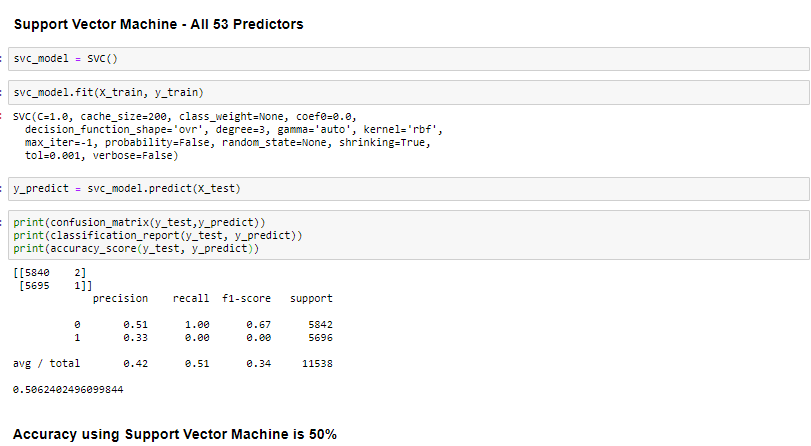 Support Vector Machine - All 53 Predictors
svc_model = SVC()
svc_model.fit(X_train, y_train)
SVC(C=1.0, cache_size=200, class_weight=None, coef0=0.0,
decision_function_shape='ovr', degree=3, gamma='auto', kernel='rbf',
max_iter=-1, probability=False, random_state=None, shrinking=True,
tol=0.001, verbose=False)
y_predict = svc_model.predict(X_test)
print(confusion_matrix(y_test,y_predict))
print(classification_report(y_test, y_predict))
print(accuracy_score(y_test, y_predict))
[[5840    2]
[5695    1]]
precision    recall  f1-score   support
0       0.51      1.00      0.67      5842
1       0.33      0.00      0.00      5696
avg / total       0.42      0.51      0.34     11538
0.5062402496099844
Accuracy using Support Vector Machine is 50%